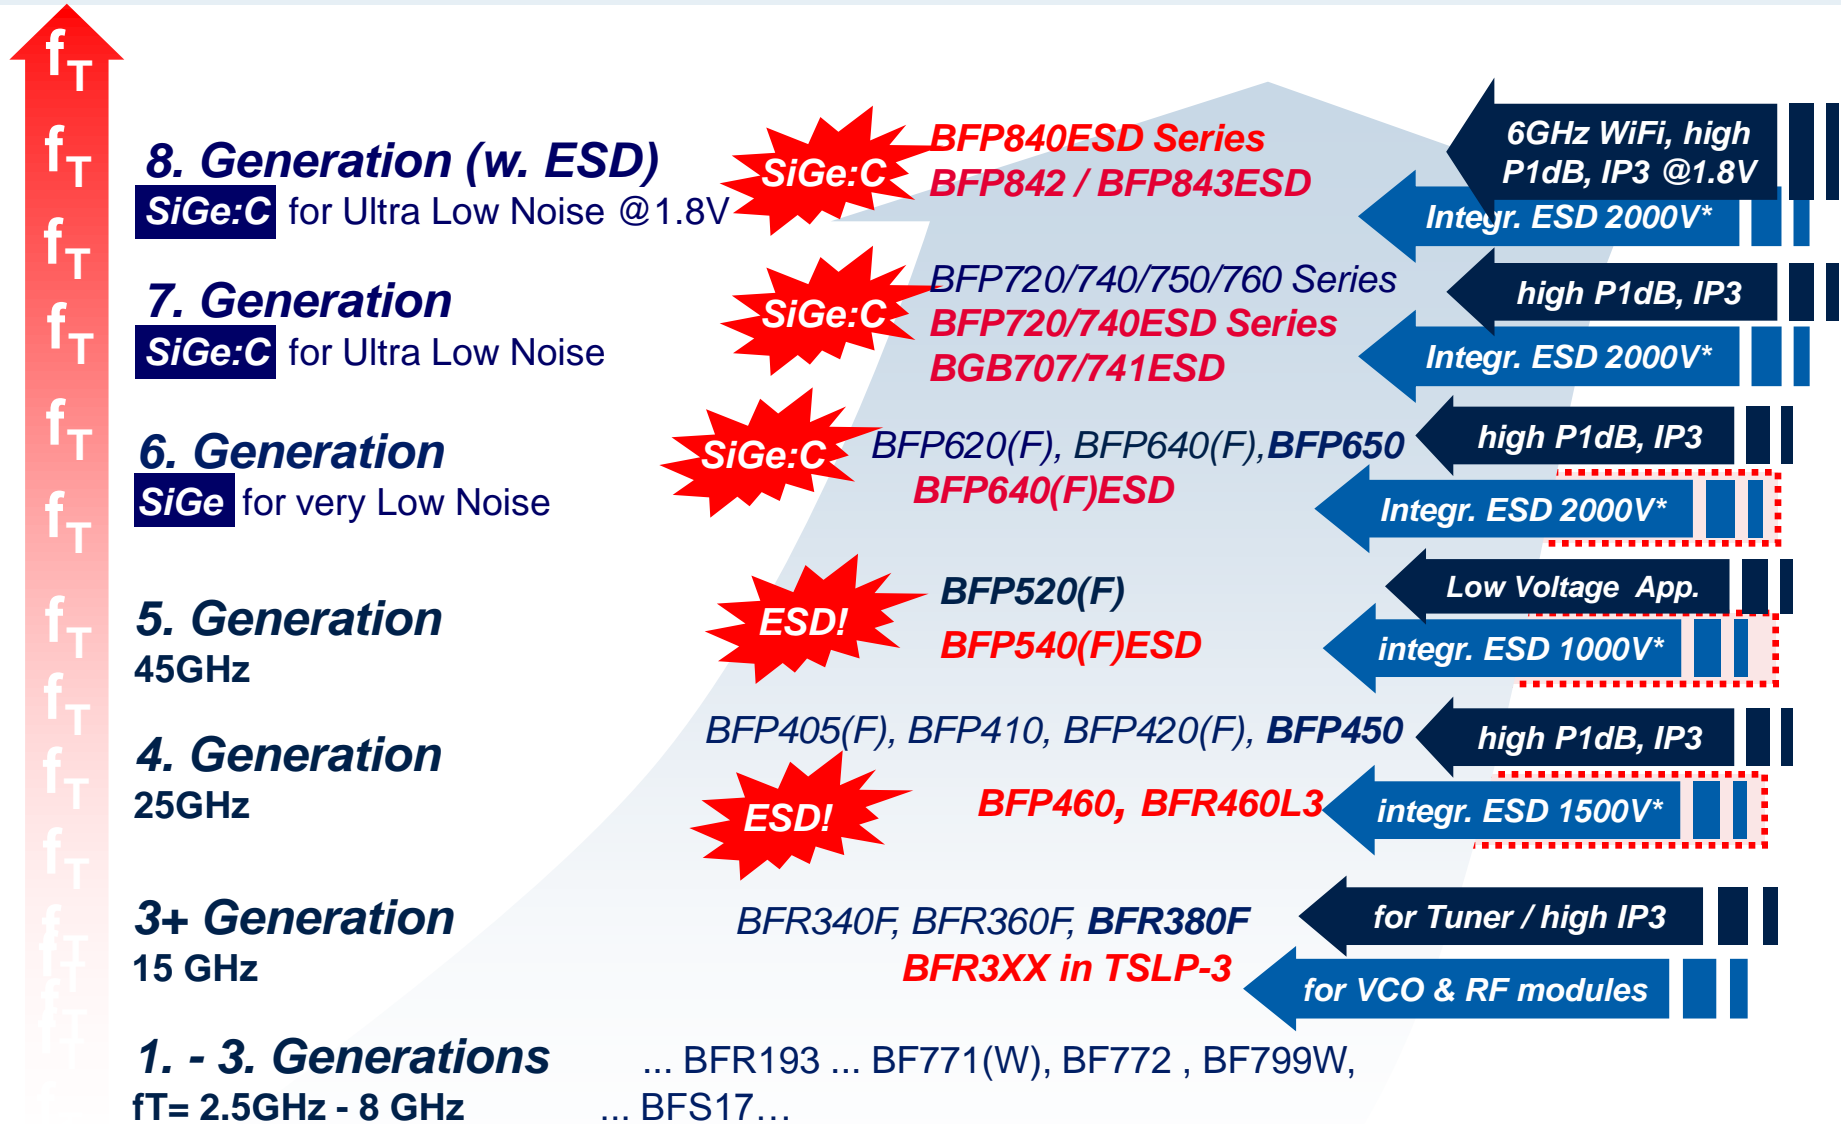 fT
fT
fT
fT
fT
fT
fT
fT
fT
fT
fT
fT
fT
8. Generation (w. ESD)
SiGe:C for Ultra Low Noise @1.8V
SiGe:C
BFP840ESD Series
BFP842 / BFP843ESD
6GHz WiFi, high
P1dB, IP3 @1.8V
Integr. ESD 2000V*
7. Generation
SiGe:C for Ultra Low Noise
SiGe:C
BFP720/740/750/760 Series
BFP720/740ESD Series
BGB707/741ESD
high P1dB, IP3
Integr. ESD 2000V*
6. Generation
SiGe for very Low Noise
SiGe:C
BFP620(F), BFP640(F),BFP650
BFP640(F)ESD
high P1dB, IP3
Integr. ESD 2000V*
5. Generation
45GHz
ESD!
BFP520(F)
BFP540(F)ESD
Low Voltage App.
integr. ESD 1000V*
4. Generation
25GHz
BFP405(F), BFP410, BFP420(F), BFP450
ESD!
BFP460, BFR460L3
high P1dB, IP3
integr. ESD 1500V*
3+ Generation
15 GHz
BFR340F, BFR360F, BFR380F
BFR3XX in TSLP-3
for Tuner / high IP3
for VCO & RF modules
1. - 3. Generations
fT= 2.5GHz - 8 GHz
... BFR193 ... BF771(W), BF772 , BF799W,
... BFS17…